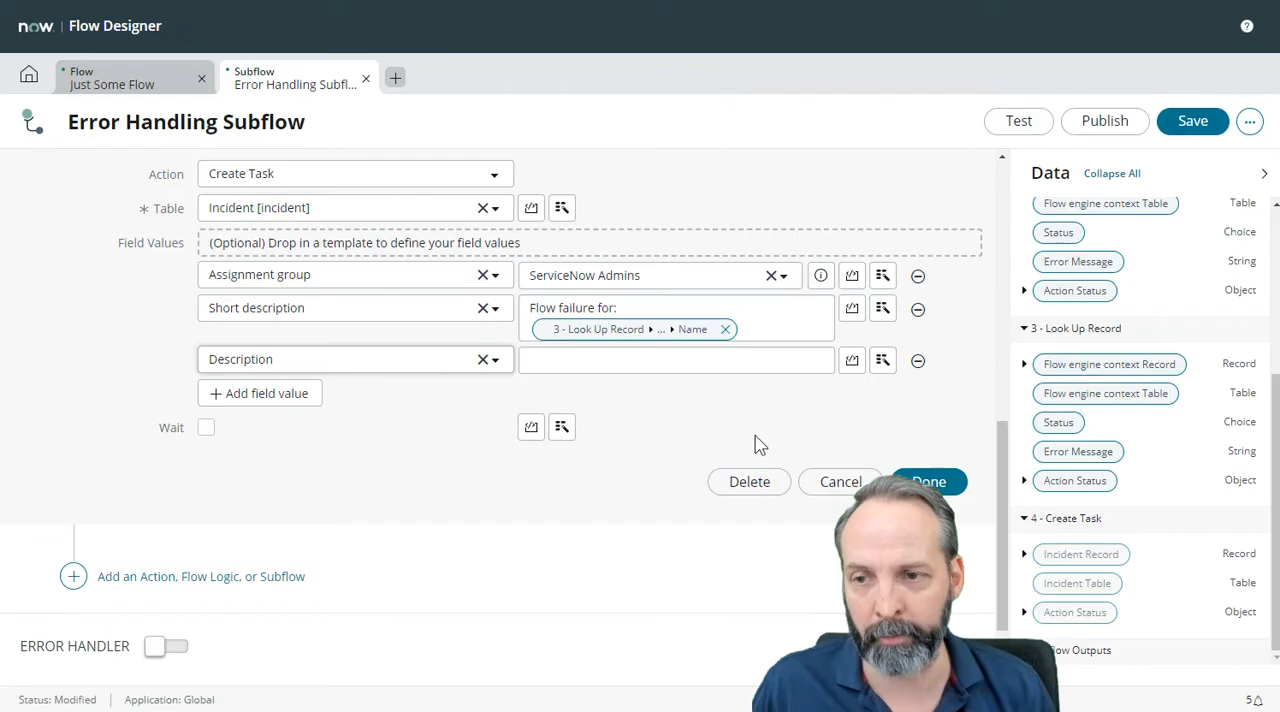 now
Flow Designer
?
Flow
Just Some Flow
Subflow
Error Handling Subfl...
Error Handling Subflow
Test
Publish
Save
Action
Create Task
* Table
Incident [incident]
Field Values
(Optional) Drop in a template to define your field values
Assignment group
ServiceNow Admins
Short description
Flow failure for:
3 - Look Up Record ... Name
Description
+ Add field value
Wait
Delete
Cancel
Done
Add an Action, Flow Logic, or Subflow
ERROR HANDLER
Status: Modified
Application: Global
Data
Collapse All
Flow engine context Table
Table
Status
Choice
Error Message
String
Action Status
Object
3 - Look Up Record
Flow engine context Record
Record
Flow engine context Table
Table
Status
Choice
Error Message
String
Action Status
Object
4 - Create Task
Incident Record
Record
Incident Table
Table
Action Status
Object
Outputs
5